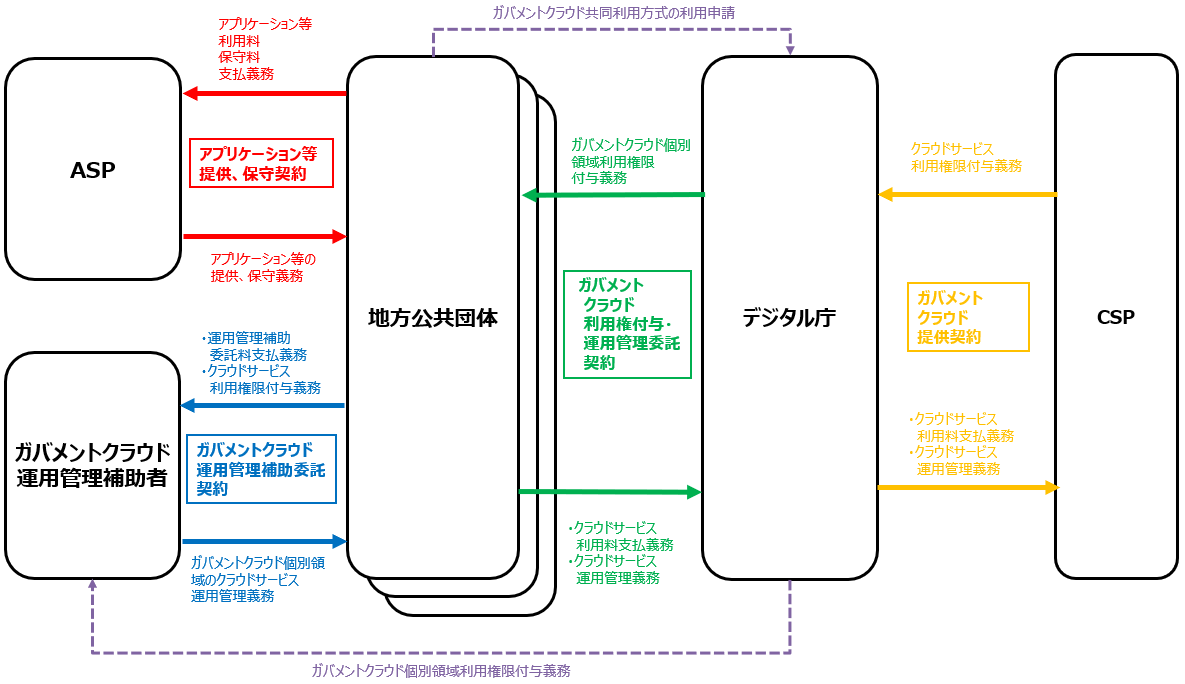 ガバメントクラウド共同利用方式の利用申請
アプリケーション等
利用料
保守料
支払義務
ASP
アプリケーション等
提供、保守契約
アプリケーション等の
提供、保守義務
・運用管理補助
委託料支払義務
・クラウドサービス
利用権限付与義務
ガバメントクラウド
運用管理補助者
ガバメントクラウド
運用管理補助委託
契約
ガバメントクラウド個別領
域のクラウドサービス
運用管理義務
地方公共団体
ガバメントクラウド個別
領域利用権限
付与義務
ガバメント
クラウド
利用権付与・
運用管理委託
契約
・クラウドサービス
利用料支払義務
・クラウドサービス
運用管理義務
デジタル庁
クラウドサービス
利用権限付与義務
ガバメント
クラウド
提供契約
・クラウドサービス
利用料支払義務
・クラウドサービス
運用管理義務
CSP
ガバメントクラウド個別領域利用権限付与義務